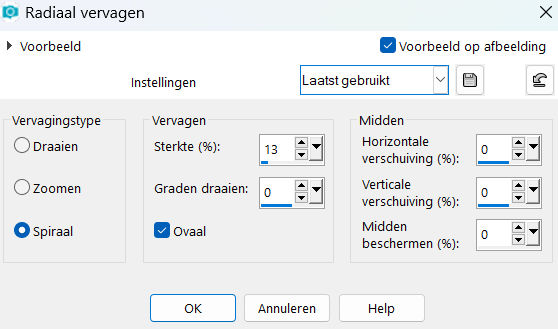 Radiaal vervagen
Voorbeeld
Voorbeeld op afbeelding
Instellingen
Laatst gebruikt
Vervagingstype
Draaien
Zoomen
Spiraal
Vervagen
Sterkte (%): 13
Graden draaien: 0
Ovaal
Midden
Horizontale
verschuiving (%): 0
Verticale
verschuiving (%): 0
Midden
beschermen (%): 0
OK
Annuleren
Help